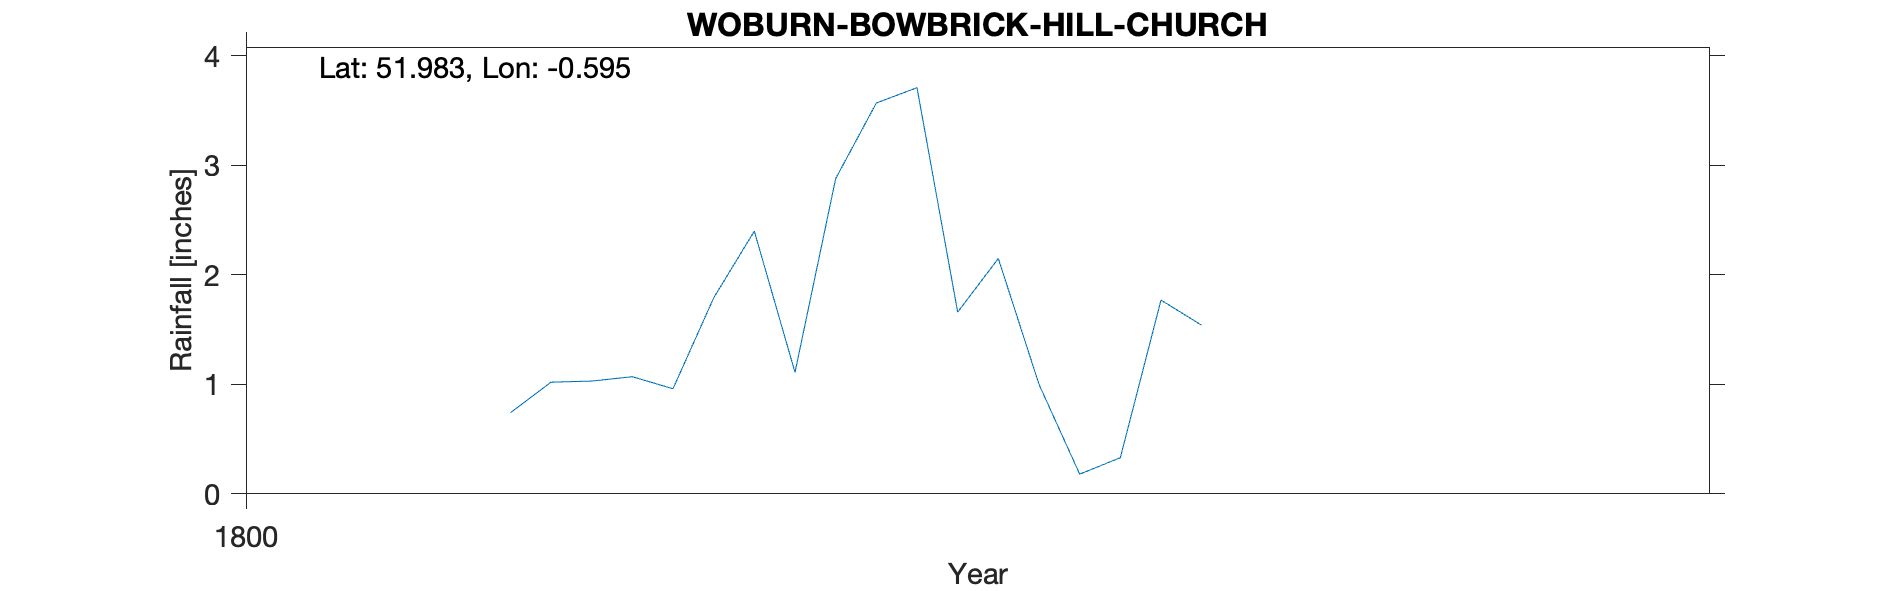 WOBURN-BOWBRICK-HILL-CHURCH
Lat: 51.983, Lon: -0.595
Rainfall [inches]
4
3
2
1
0
1800
Year